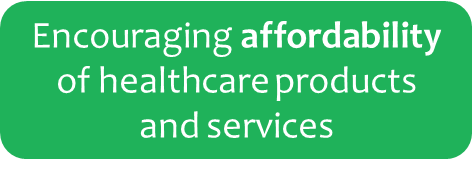 Encouraging affordability
of healthcare products
and services